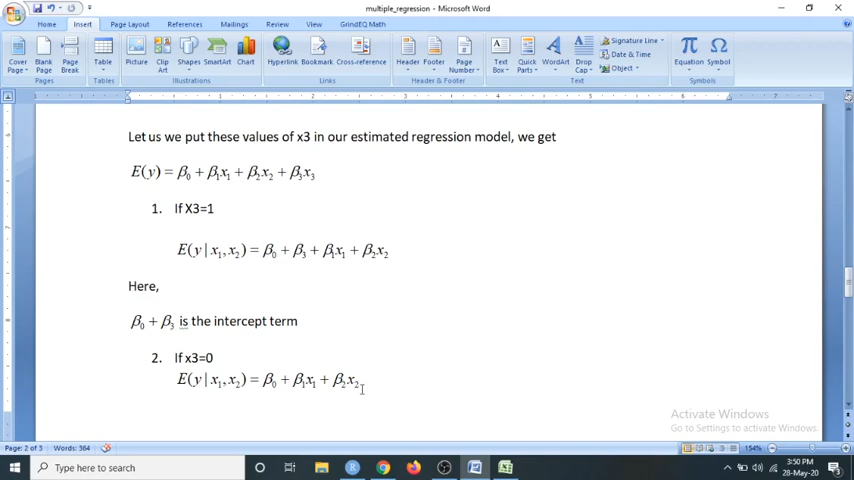 multiple_regression - Microsoft Word
Home Insert Page Layout References Mailings Review View GrindEQ Math
Cover Page Blank Page Page Break Table Picture Clip Art Shapes SmartArt Chart Hyperlink Bookmark Cross-reference Header Footer Page Number Text Box Quick Parts WordArt Drop Cap Signature Line Date & Time Object Equation Symbol
Pages Tables Illustrations Links Header & Footer Text Symbols
Let us we put these values of x3 in our estimated regression model, we get
E(y) = β₀ + β₁x₁ + β₂x₂ + β₃x₃
1. If X3=1
E(y | x₁, x₂) = β₀ + β₃ + β₁x₁ + β₂x₂
Here,
β₀ + β₃ is the intercept term
2. If x3=0
E(y | x₁, x₂) = β₀ + β₁x₁ + β₂x₂
Activate Windows
Go to Settings to activate Windows.
Page: 2 of 3 Words: 364 154%
Type here to search
3:50 PM
28-May-20